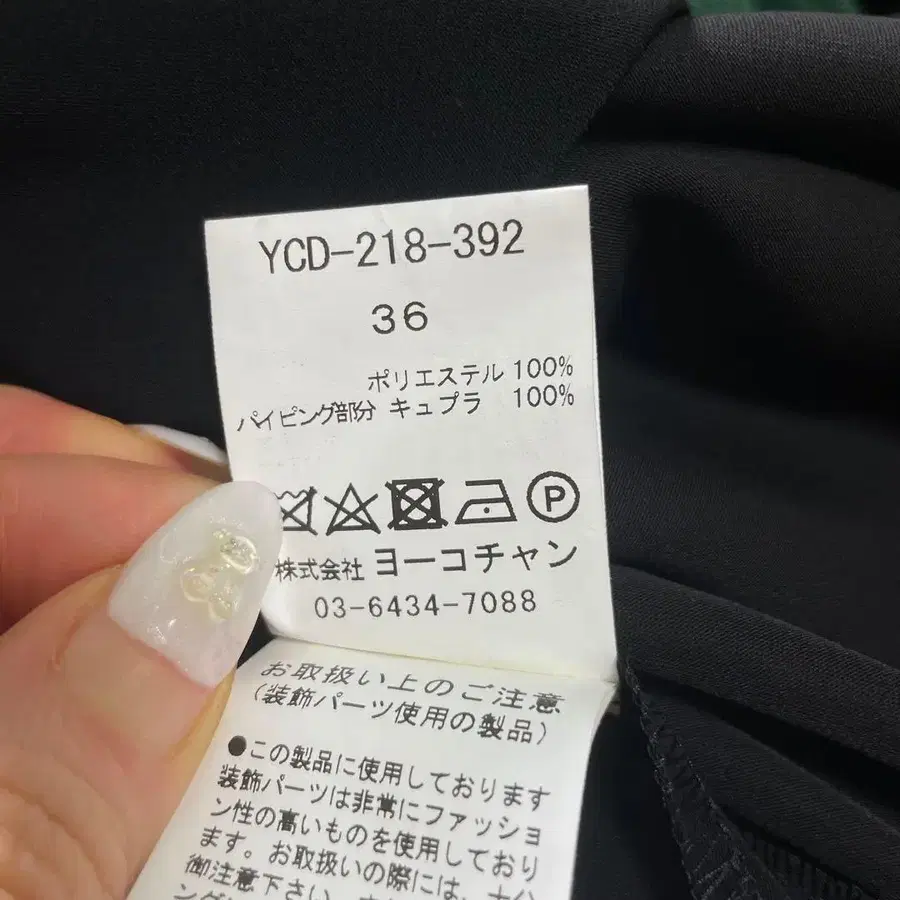 YCD-218-392
36
ポリエステル 100%
パイピング部分 キュプラ 100%
P
株式会社 ヨーコチャン
03-6434-7088
お取扱い上のご注意
(装飾パーツ使用の製品)
●この製品に使用しております
装飾パーツは非常にファッショ
ン性の高いものを使用しており
ます。お取扱いの際には、十分
御注意下さい。